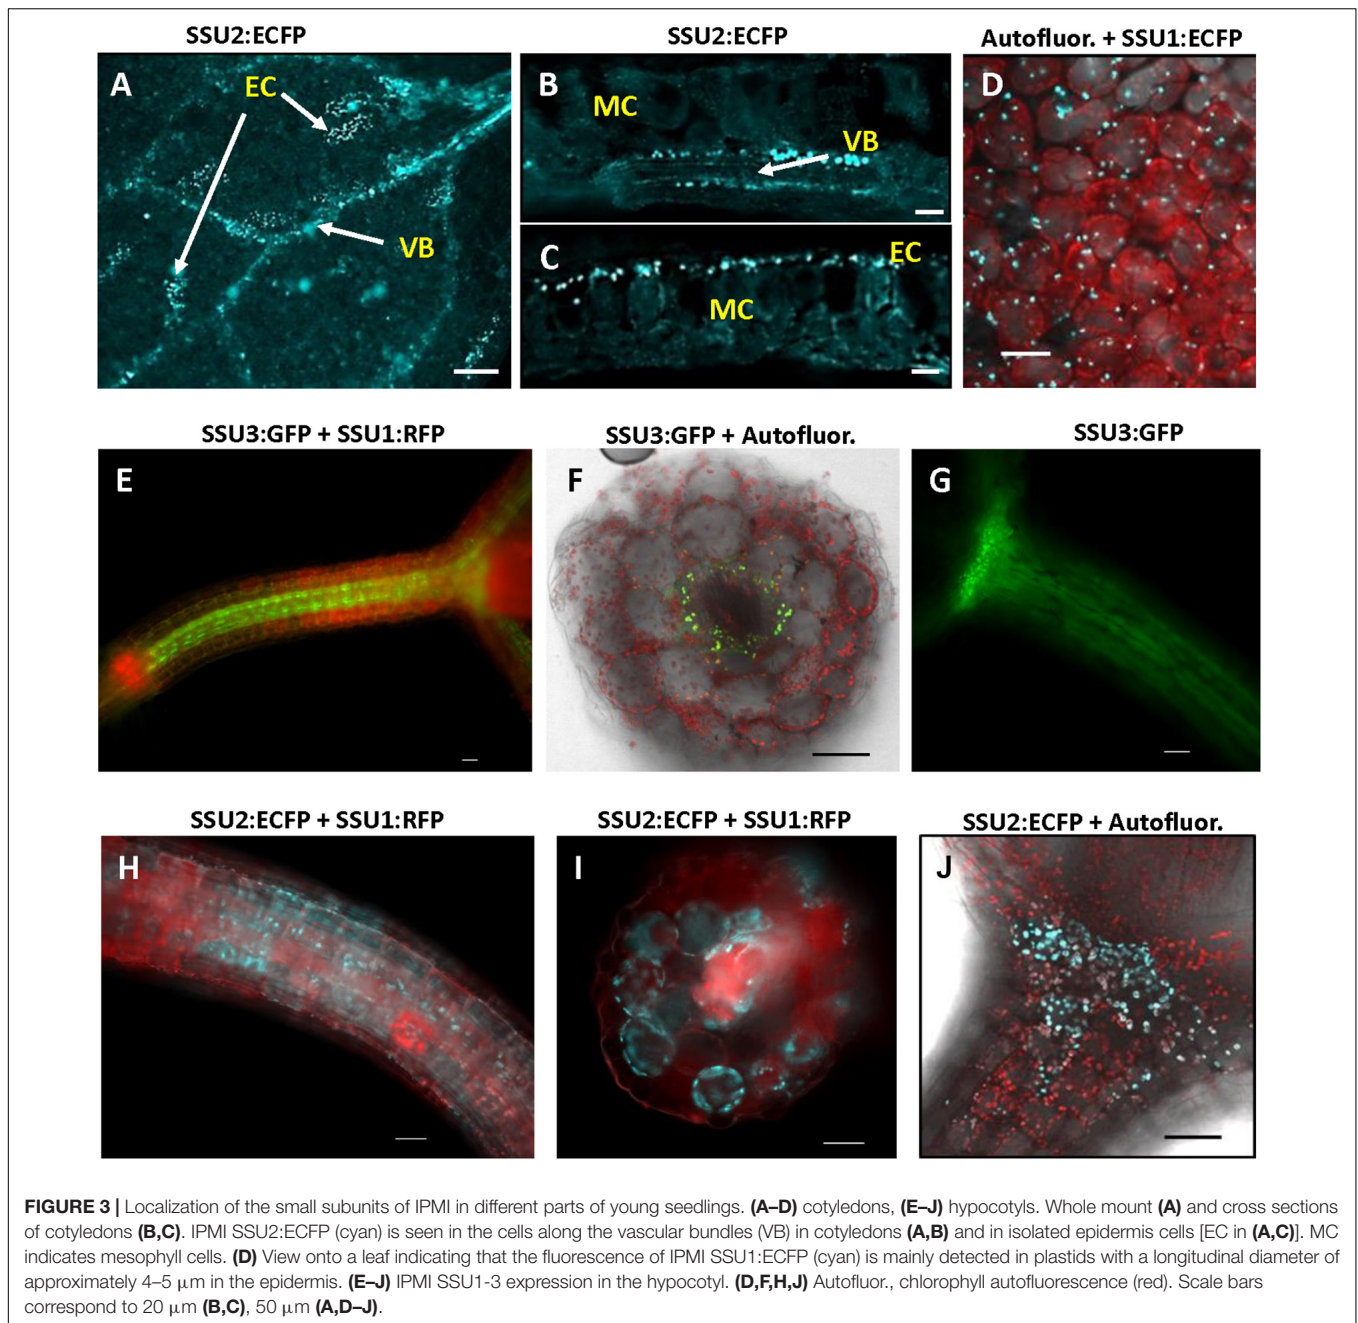 SSU2:ECFP
SSU2:ECFP
Autofluor. + SSU1:ECFP
A
EC
VB
B
MC
VB
C
EC
MC
D
SSU3:GFP + SSU1:RFP
SSU3:GFP + Autofluor.
SSU3:GFP
E
F
G
SSU2:ECFP + SSU1:RFP
SSU2:ECFP + SSU1:RFP
SSU2:ECFP + Autofluor.
H
I
J
FIGURE 3 | Localization of the small subunits of IPMI in different parts of young seedlings. (A–D) cotyledons, (E–J) hypocotyls. Whole mount (A) and cross sections
of cotyledons (B,C). IPMI SSU2:ECFP (cyan) is seen in the cells along the vascular bundles (VB) in cotyledons (A,B) and in isolated epidermis cells [EC in (A,C)]. MC
indicates mesophyll cells. (D) View onto a leaf indicating that the fluorescence of IPMI SSU1:ECFP (cyan) is mainly detected in plastids with a longitudinal diameter of
approximately 4–5 μm in the epidermis. (E–J) IPMI SSU1-3 expression in the hypocotyl. (D,F,H,J) Autofluor., chlorophyll autofluorescence (red). Scale bars
correspond to 20 μm (B,C), 50 μm (A,D–J).